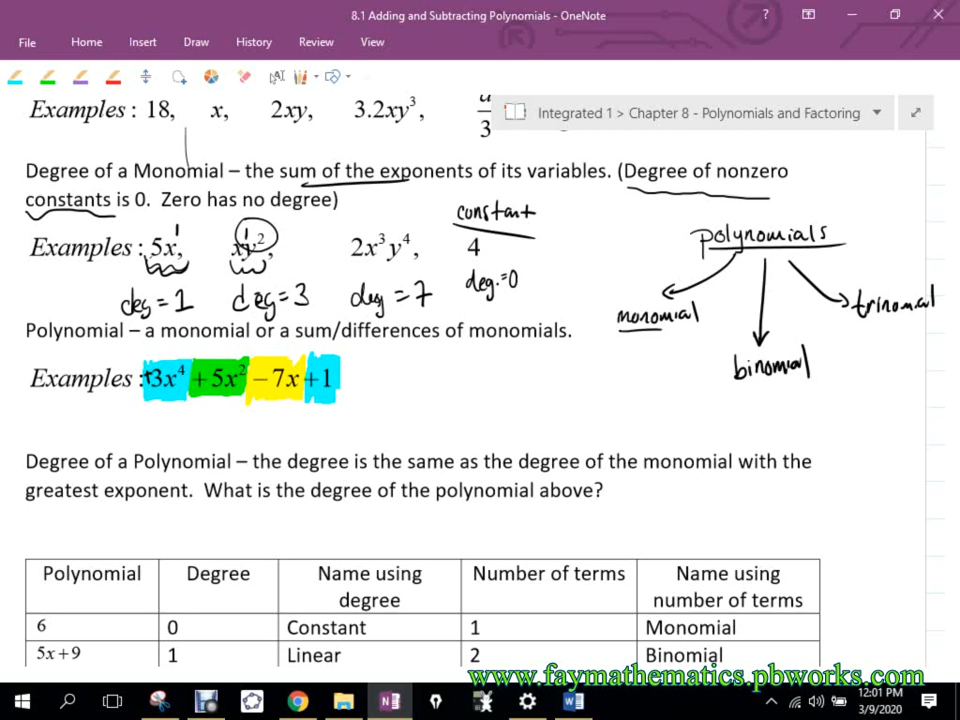 8.1 Adding and Subtracting Polynomials - OneNote
File Home Insert Draw History Review View
Integrated 1 > Chapter 8 - Polynomials and Factoring
Examples : 18, x, 2xy, 3.2xy³, 3
Degree of a Monomial – the sum of the exponents of its variables. (Degree of nonzero
constants is 0. Zero has no degree)
constant
1 1
Examples : 5x, xy², 2x³y⁴, 4
deg = 1 deg = 3 deg = 7 deg. = 0
polynomials
monomial
binomial
trinomial
Polynomial – a monomial or a sum/differences of monomials.
Examples : +3x⁴ + 5x² − 7x + 1
Degree of a Polynomial – the degree is the same as the degree of the monomial with the
greatest exponent. What is the degree of the polynomial above?
Polynomial Degree Name using degree Number of terms Name using number of terms
6 0 Constant 1 Monomial
5x + 9 1 Linear 2 Binomial
www.faymathematics.pbworks.com
12:01 PM
3/9/2020